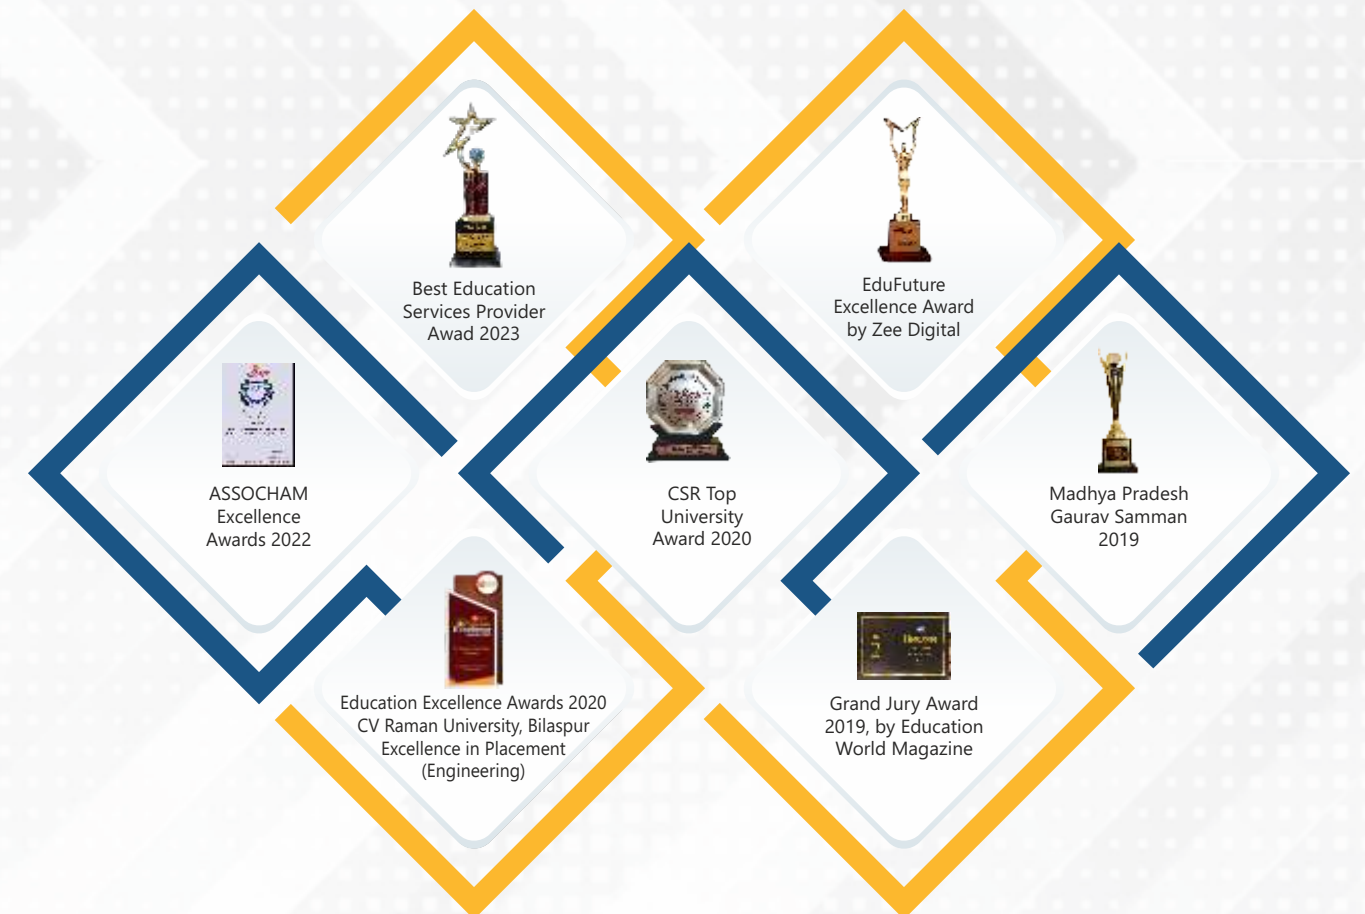 Best Education
Services Provider
Awad 2023
EduFuture
Excellence Award
by Zee Digital
ASSOCHAM
Excellence
Awards 2022
CSR Top
University
Award 2020
Madhya Pradesh
Gaurav Samman
2019
Education Excellence Awards 2020
CV Raman University, Bilaspur
Excellence in Placement
(Engineering)
Grand Jury Award
2019, by Education
World Magazine